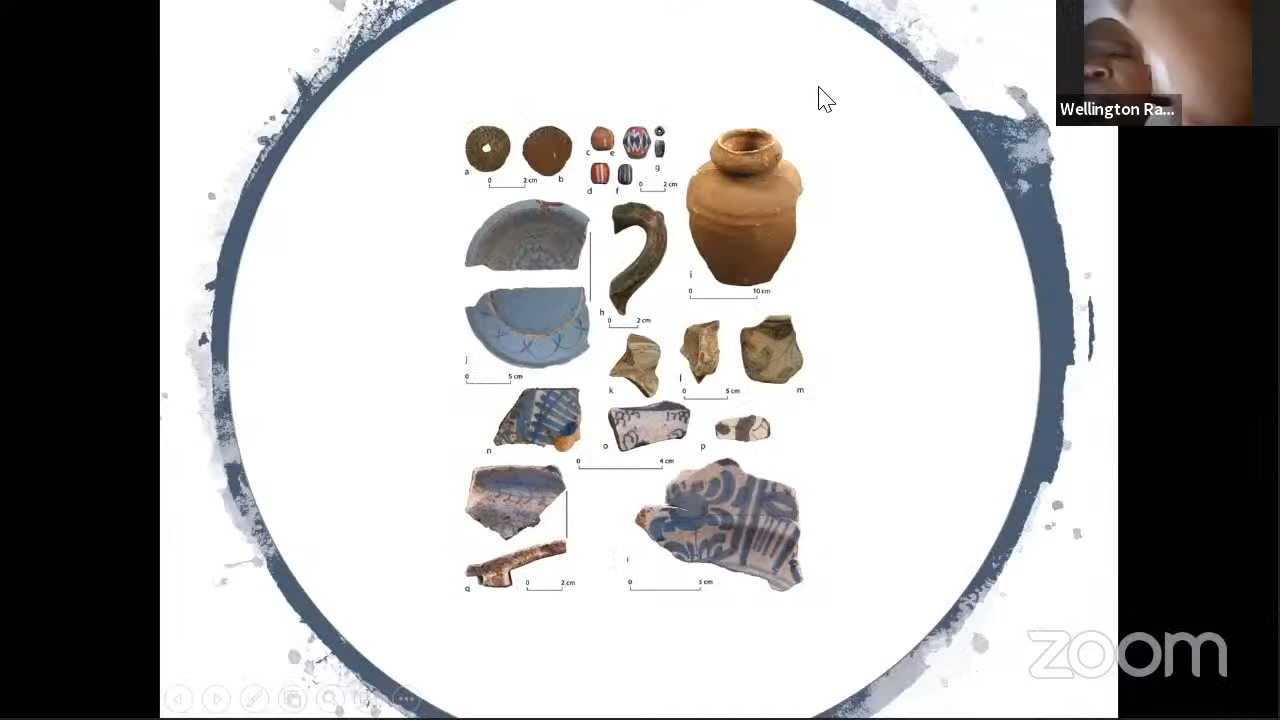 Wellington Ra...
a
0 2 cm
b
c
e
d
f
g
0 2 cm
h
0 2 cm
i
0 10 cm
j
0 5 cm
k
l
0 5 cm
m
n
o
p
0 4 cm
q
0 2 cm
0 5 cm
zoom